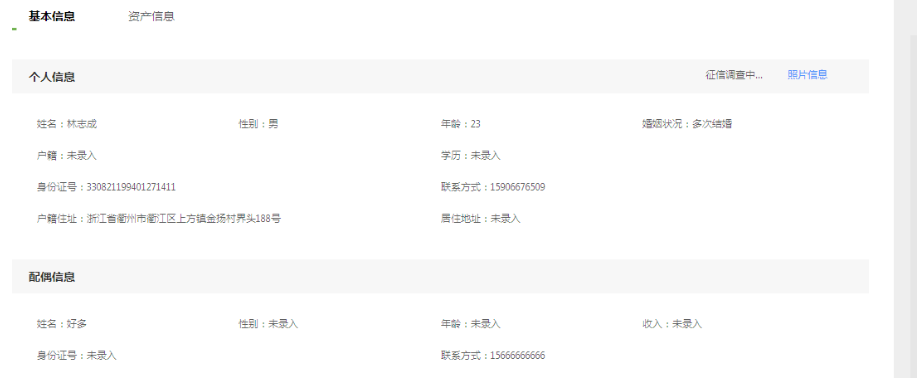 基本信息 资产信息
个人信息 征信调查中... 照片信息
姓名：林志成 性别：男 年龄：23 婚姻状况：多次结婚
户籍：未录入 学历：未录入
身份证号：330821199401271411 联系方式：15906676509
户籍住址：浙江省衢州市衢江区上方镇金扬村界头188号 居住地址：未录入
配偶信息
姓名：好多 性别：未录入 年龄：未录入 收入：未录入
身份证号：未录入 联系方式：15666666666